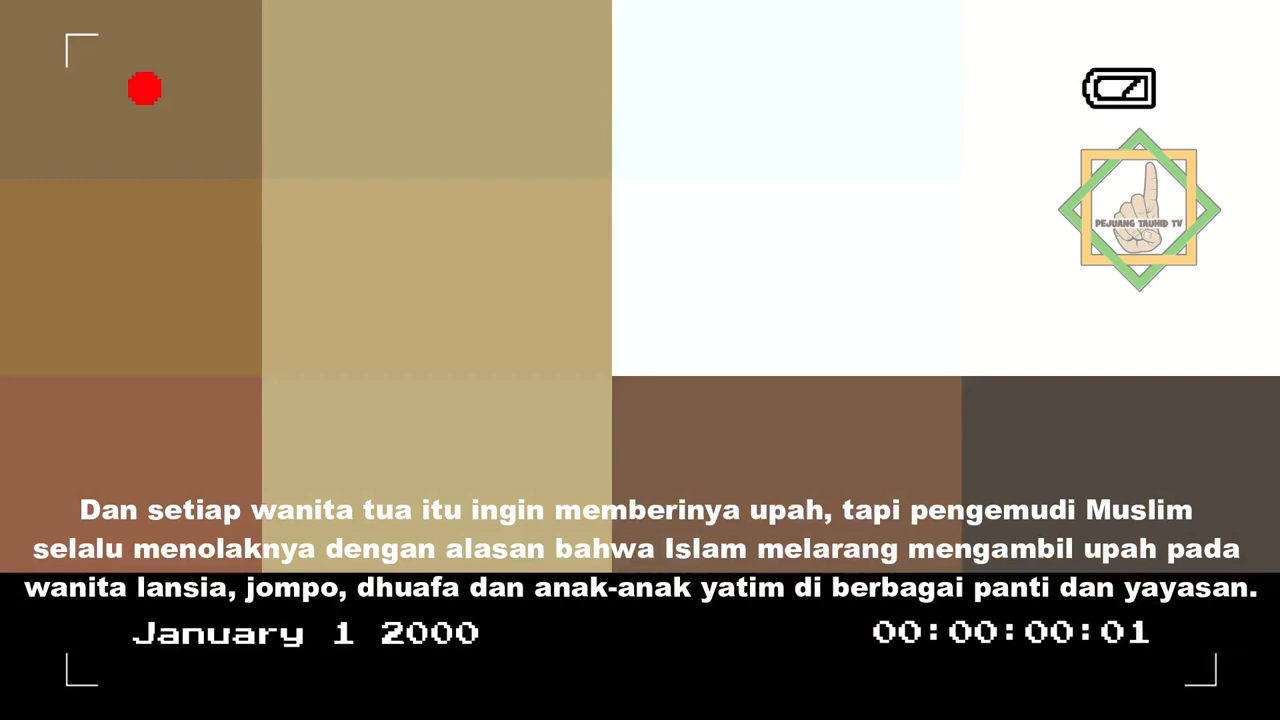 PEJUANG TAUHID TV
Dan setiap wanita tua itu ingin memberinya upah, tapi pengemudi Muslim
selalu menolaknya dengan alasan bahwa Islam melarang mengambil upah pada
wanita lansia, jompo, dhuafa dan anak-anak yatim di berbagai panti dan yayasan.
January 1 2000
00:00:00:01